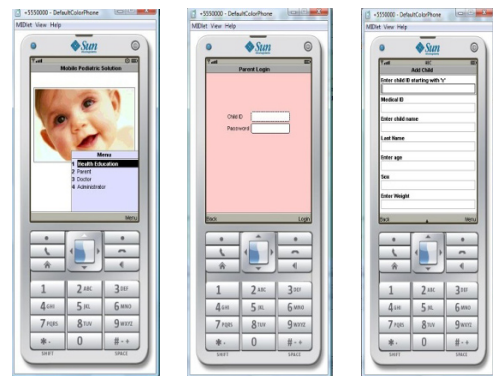 +5550000 - DefaultColorPhone
MIDlet View Help
Sun
Mobile Pediatric Solution
Menu
1 Health Education
2 Parent
3 Doctor
4 Administrator
Menu
1 2 ABC 3 DEF
4 GHI 5 JKL 6 MNO
7 PQRS 8 TUV 9 WXYZ
* . 0 # - +
SHIFT SPACE
+5550000 - DefaultColorPhone
MIDlet View Help
Sun
Parent Login
Child ID
Password
Back Login
1 2 ABC 3 DEF
4 GHI 5 JKL 6 MNO
7 PQRS 8 TUV 9 WXYZ
* . 0 # - +
SHIFT SPACE
+5550000 - DefaultColorPhone
MIDlet View Help
Sun
ABC
Add Child
Enter child ID starting with 'c'
Medical ID
Enter child name
Last Name
Enter age
Sex
Enter Weight
Back Menu
1 2 ABC 3 DEF
4 GHI 5 JKL 6 MNO
7 PQRS 8 TUV 9 WXYZ
* . 0 # - +
SHIFT SPACE